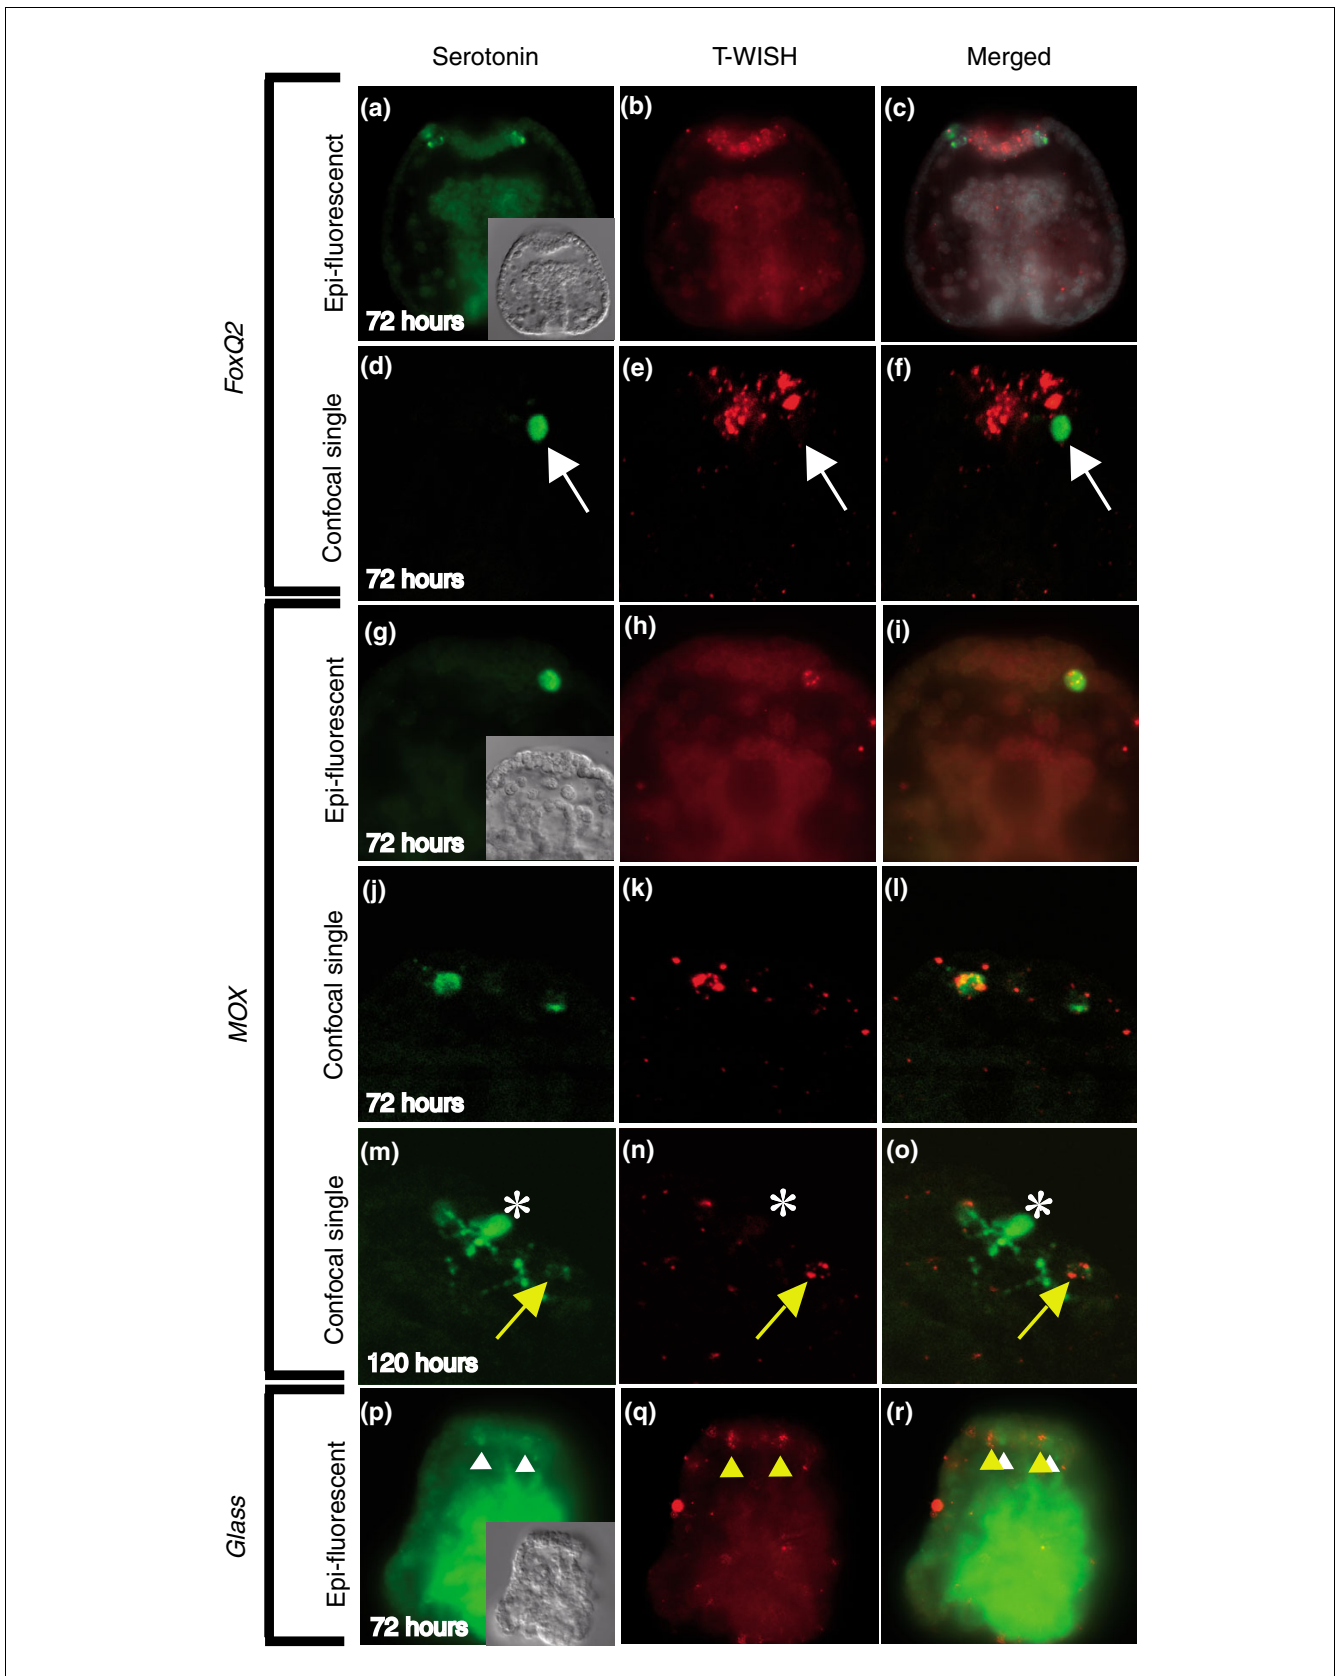 Serotonin T-WISH Merged
FoxQ2
Epi-fluorescenct
(a) (b) (c)
72 hours
Confocal single
(d) (e) (f)
72 hours
MOX
Epi-fluorescent
(g) (h) (i)
72 hours
Confocal single
(j) (k) (l)
72 hours
Confocal single
(m) (n) (o)
* * *
120 hours
Glass
Epi-fluorescent
(p) (q) (r)
72 hours